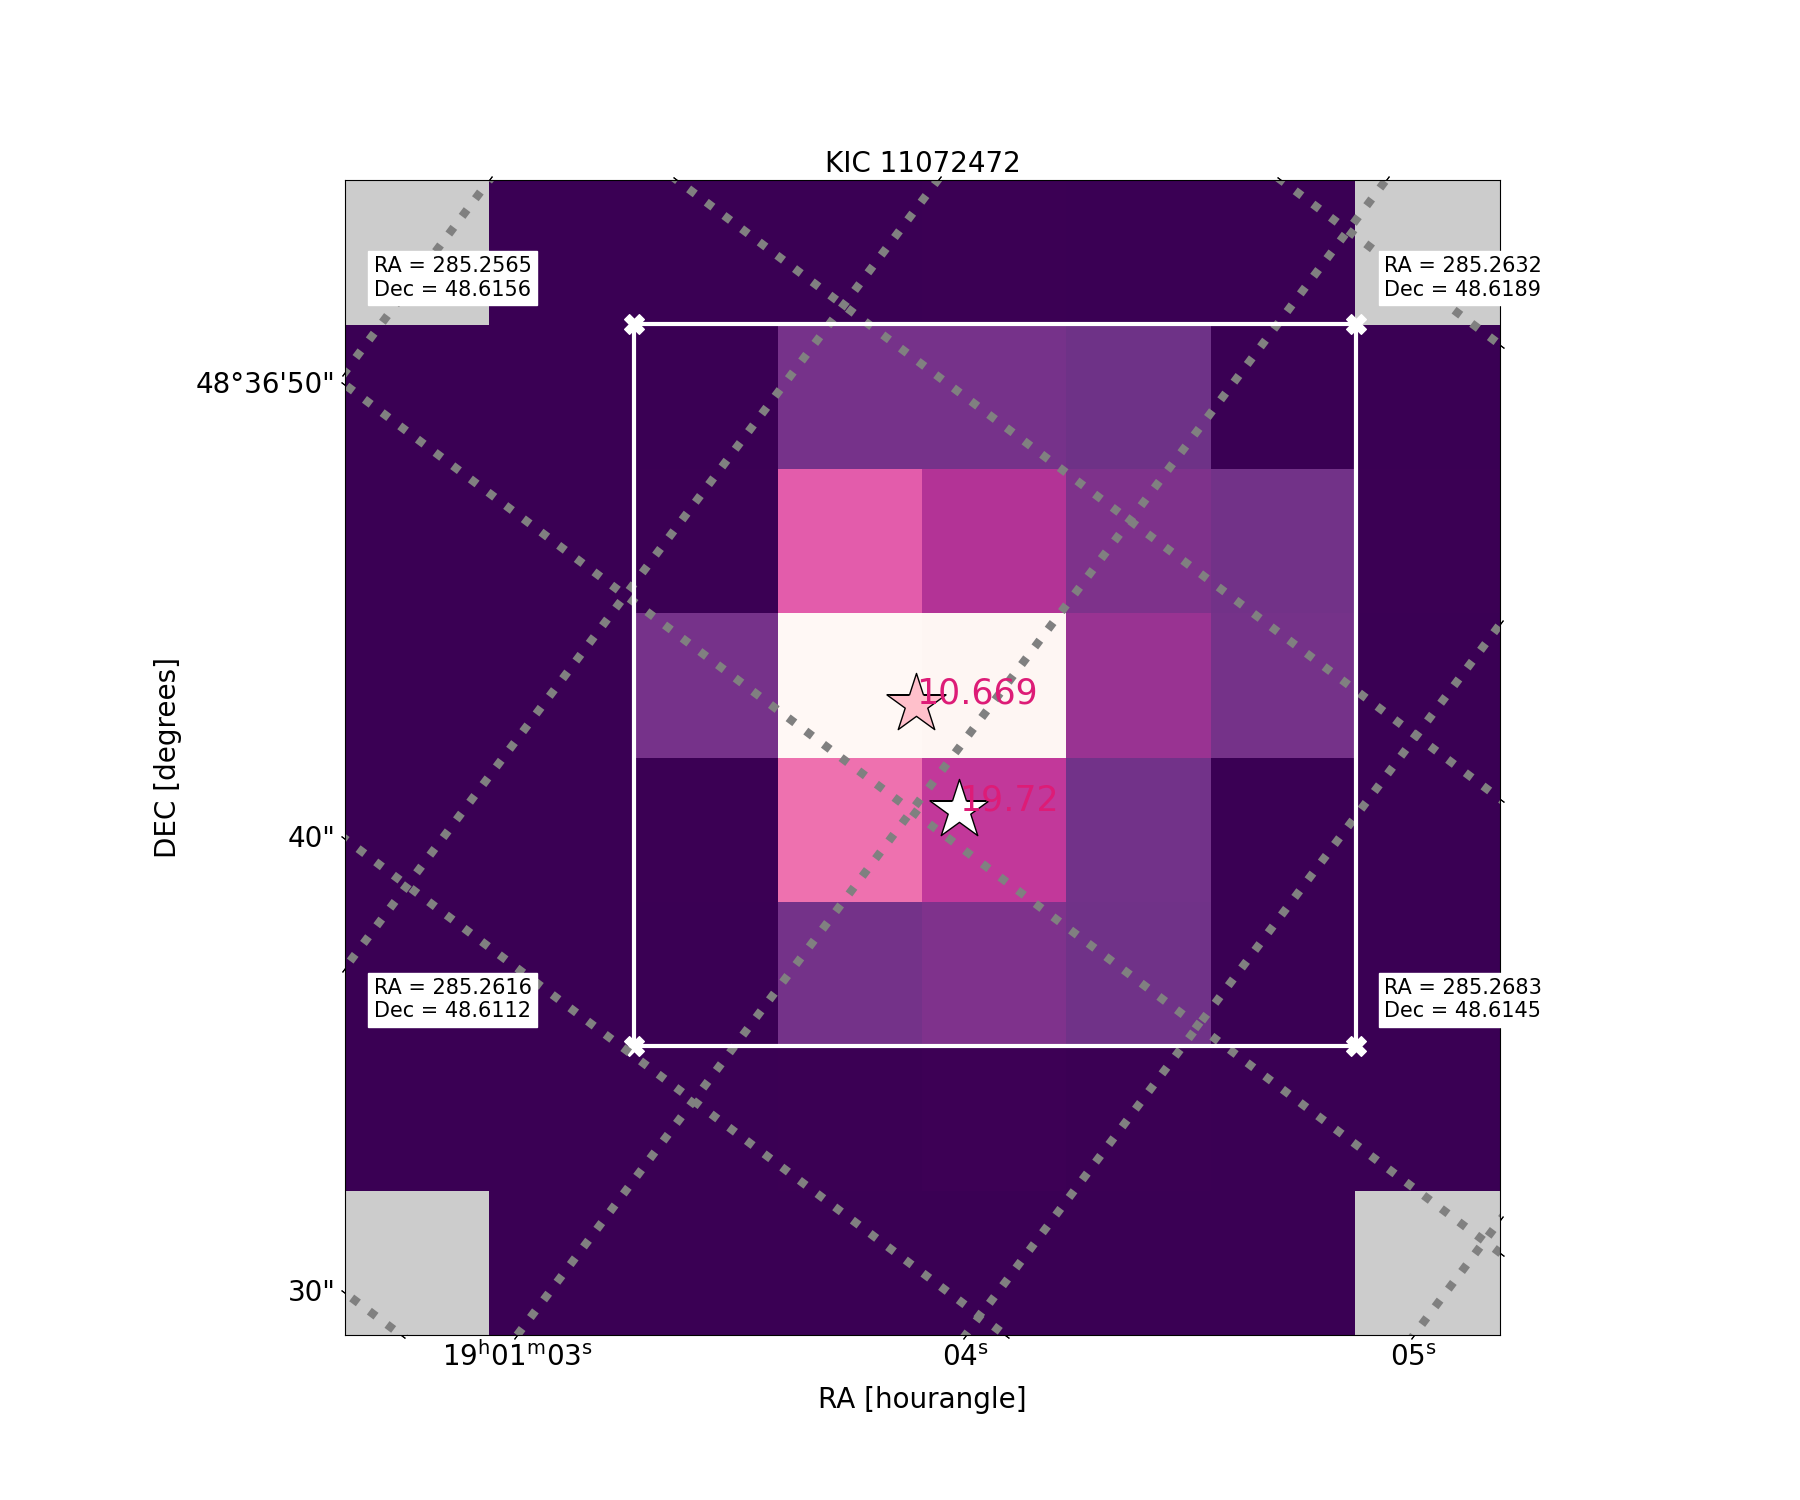 KIC 11072472
RA = 285.2565
Dec = 48.6156
RA = 285.2632
Dec = 48.6189
48°36'50"
10.669
19.72
40"
DEC [degrees]
RA = 285.2616
Dec = 48.6112
RA = 285.2683
Dec = 48.6145
30"
19ʰ01ᵐ03ˢ
04ˢ
05ˢ
RA [hourangle]